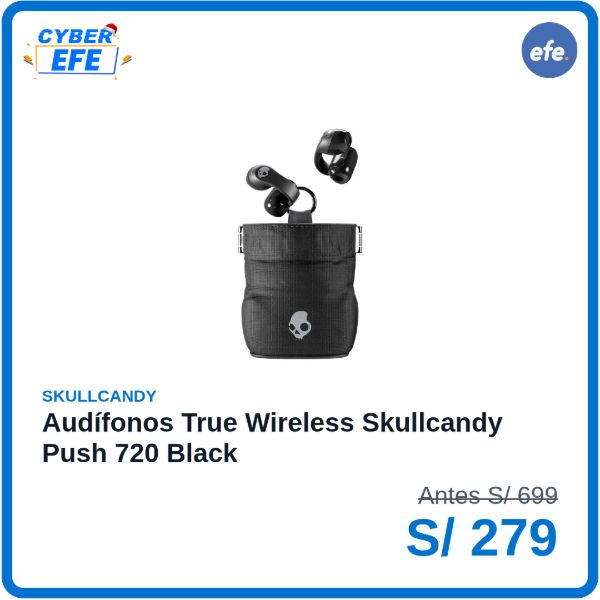 CYBER
EFE
efe.
SKULLCANDY
Audífonos True Wireless Skullcandy
Push 720 Black
Antes S/ 699
S/ 279